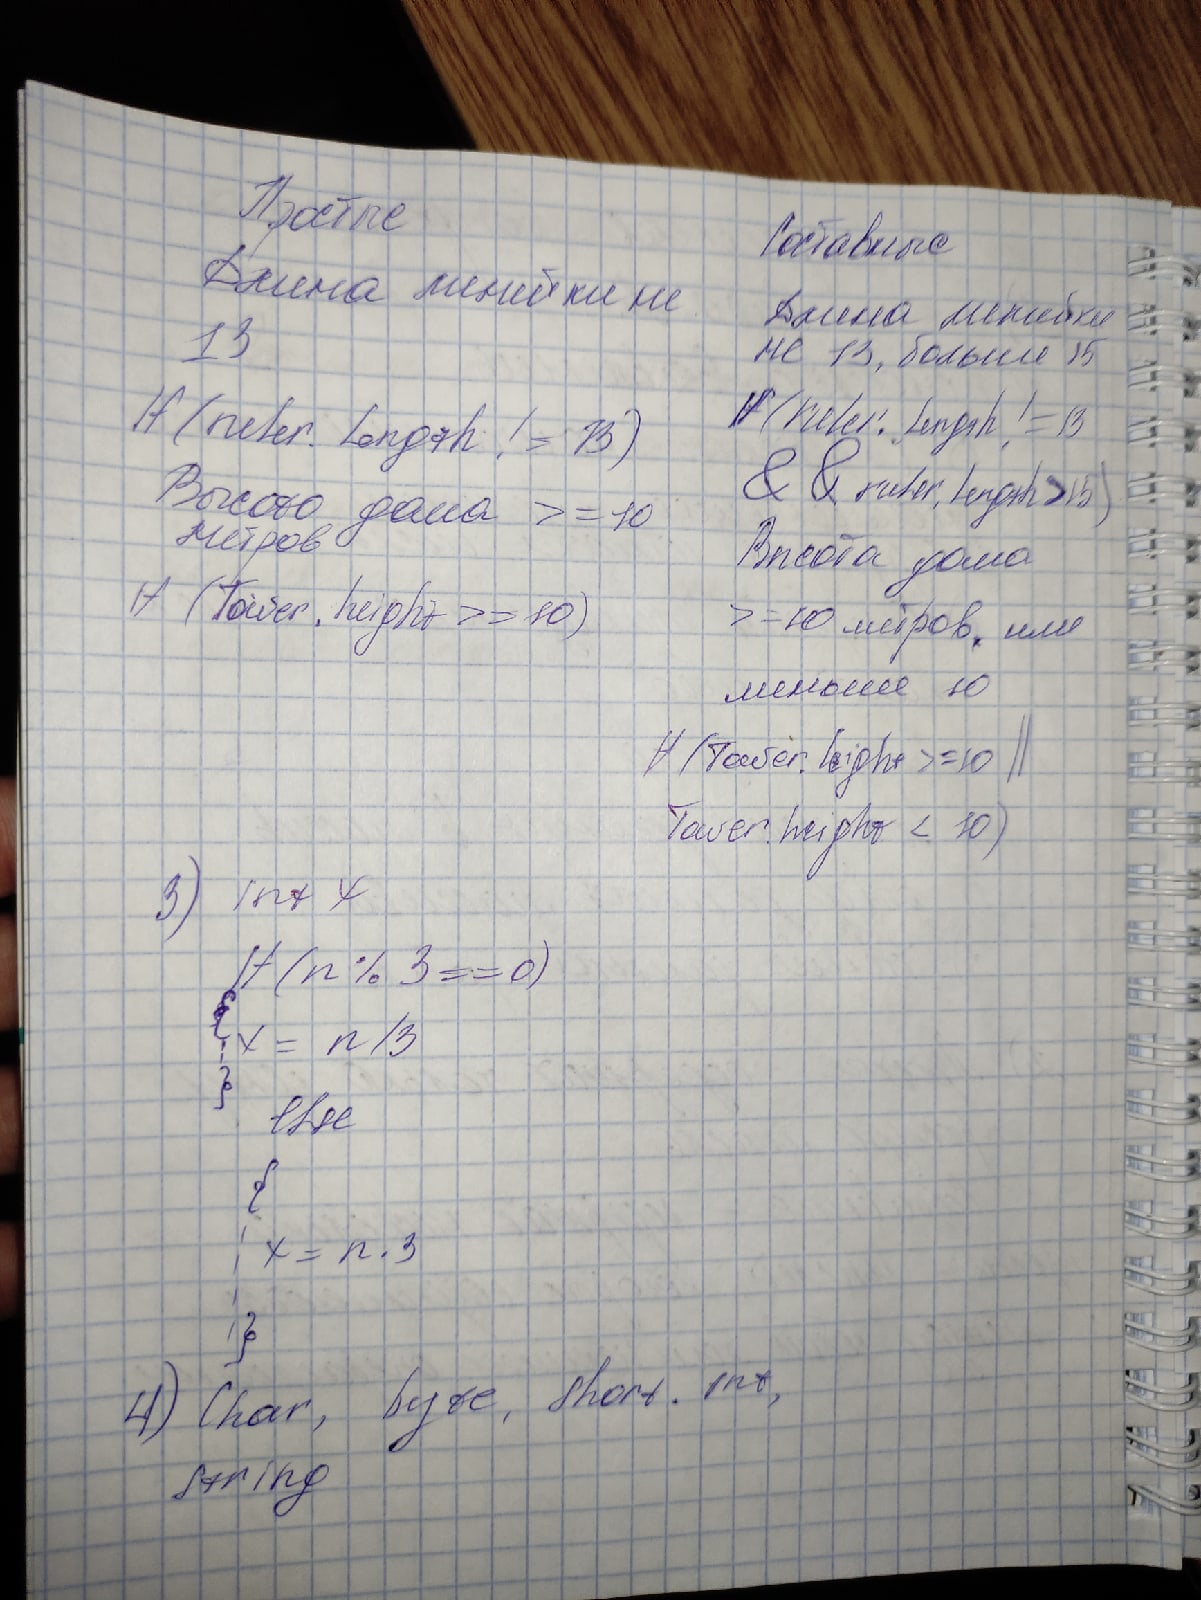 Простые
Длина линейки не
13
If (ruler. Length != 13)
Высота дома >= 10
метров
If (Tower. height >= 10)
Составные
Длина линейки
не 13, больше 15
If (ruler. Length != 13
&& ruler. Length > 15)
Высота дома
>= 10 метров, или
меньше 10
If (Tower. height >= 10 ||
Tower. height < 10)
3) int x
If (n % 3 == 0)
{
x = n / 3
}
else
{
x = n . 3
}
4) Char, byte, short. int,
string